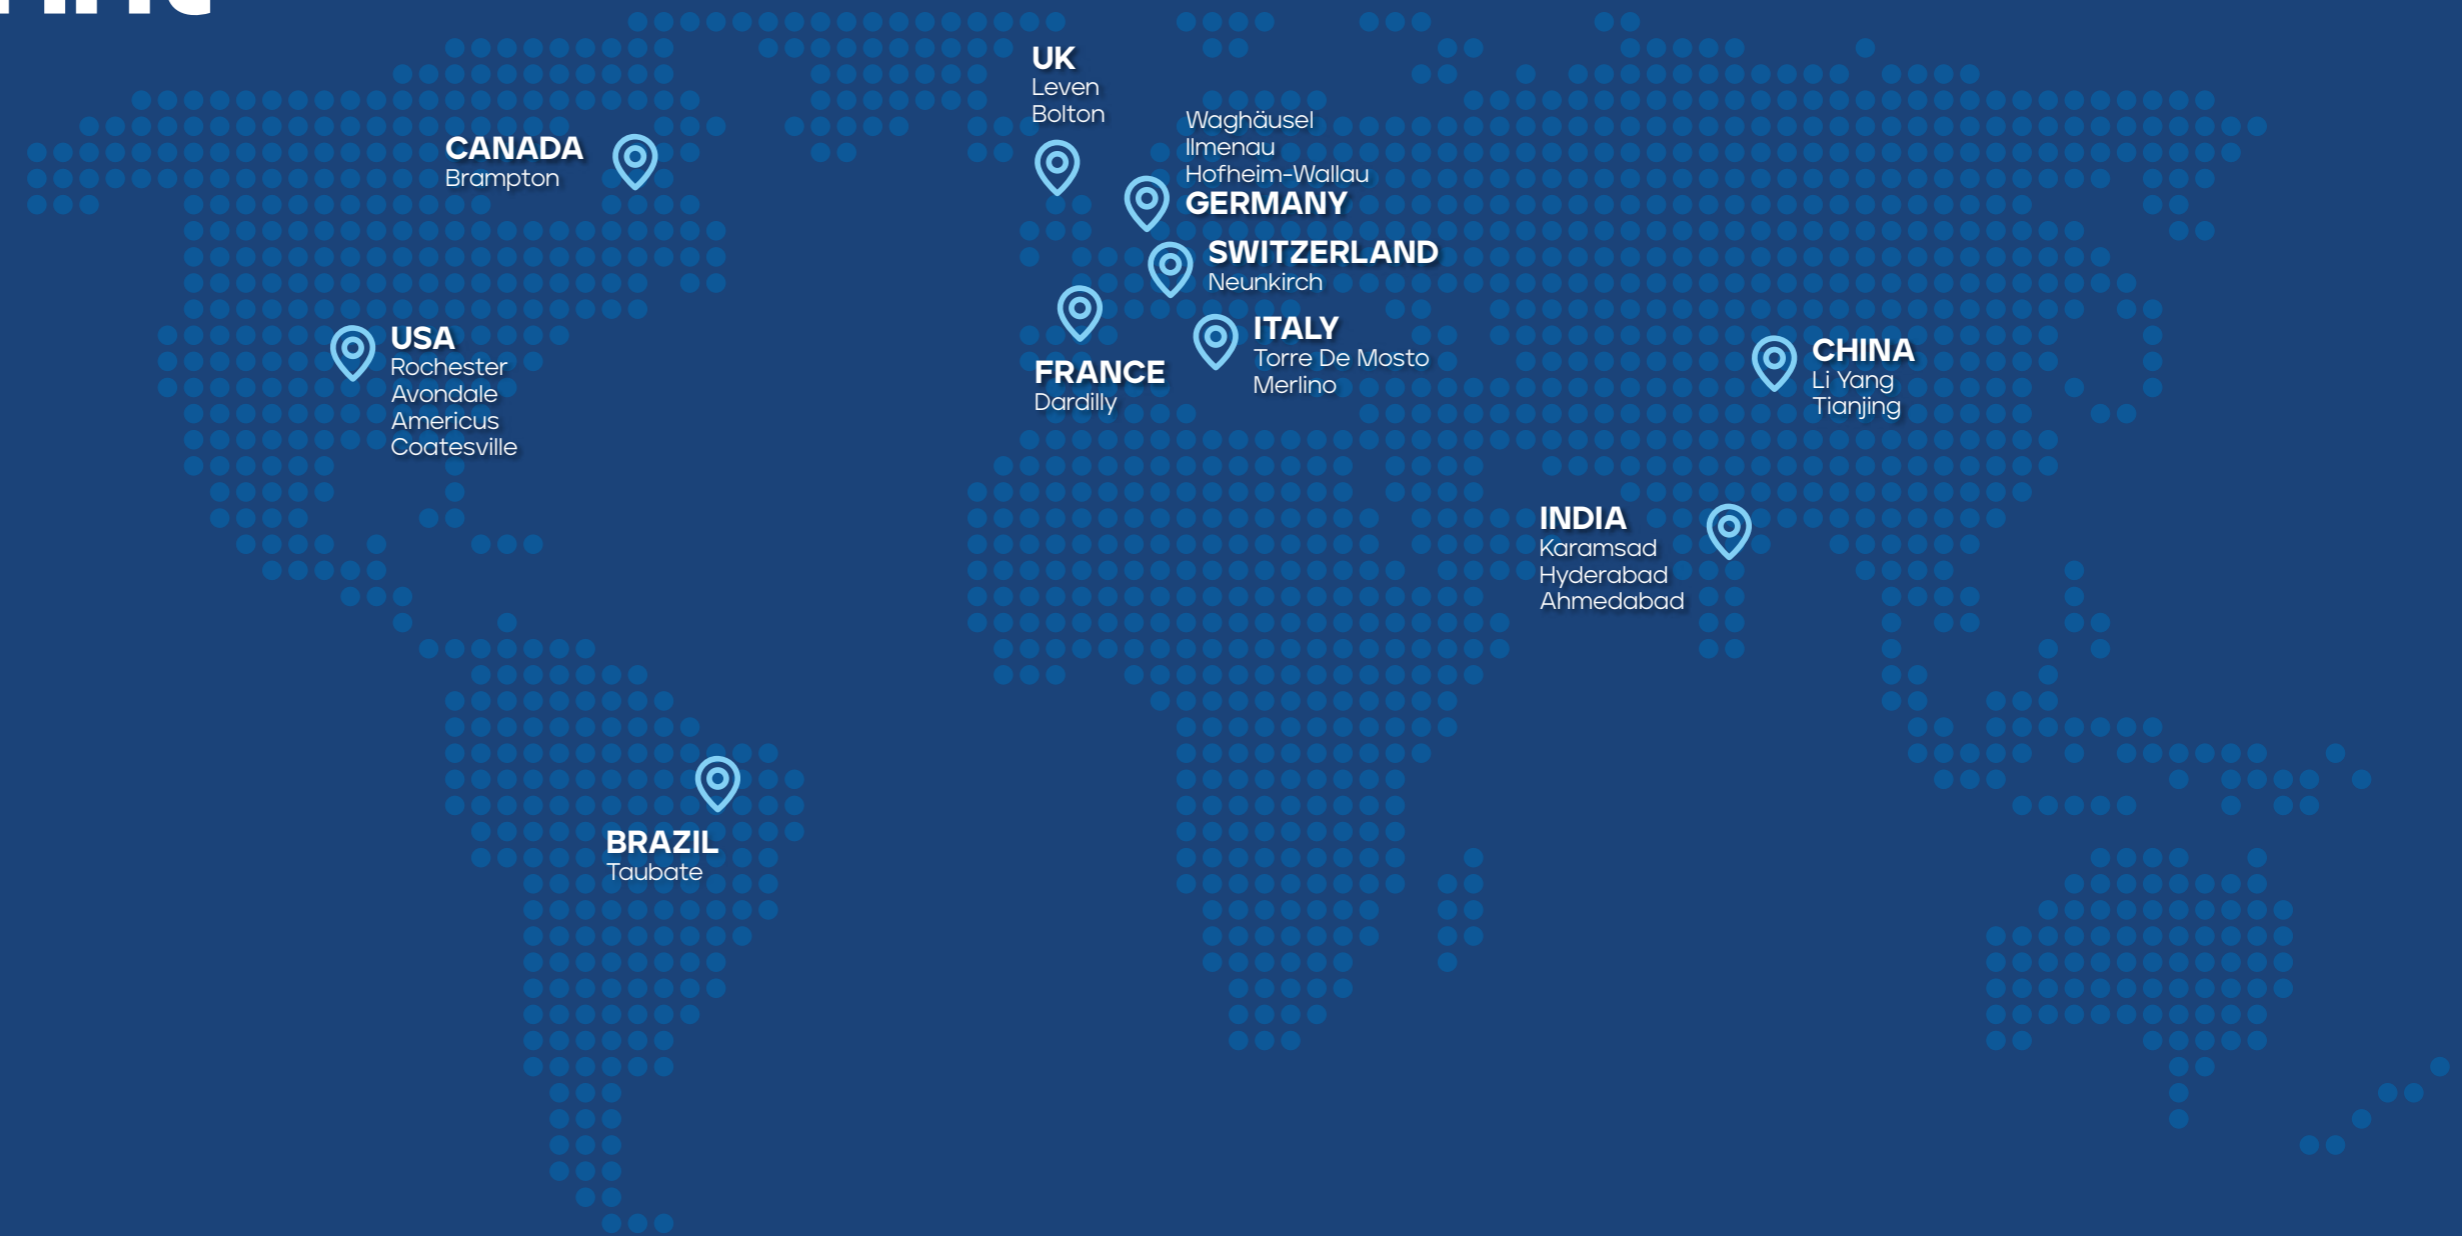 CANADA
Brampton
USA
Rochester
Avondale
Americus
Coatesville
BRAZIL
Taubate
UK
Leven
Bolton
Waghäusel
Ilmenau
Hofheim-Wallau
GERMANY
SWITZERLAND
Neunkirch
FRANCE
Dardilly
ITALY
Torre De Mosto
Merlino
CHINA
Li Yang
Tianjing
INDIA
Karamsad
Hyderabad
Ahmedabad